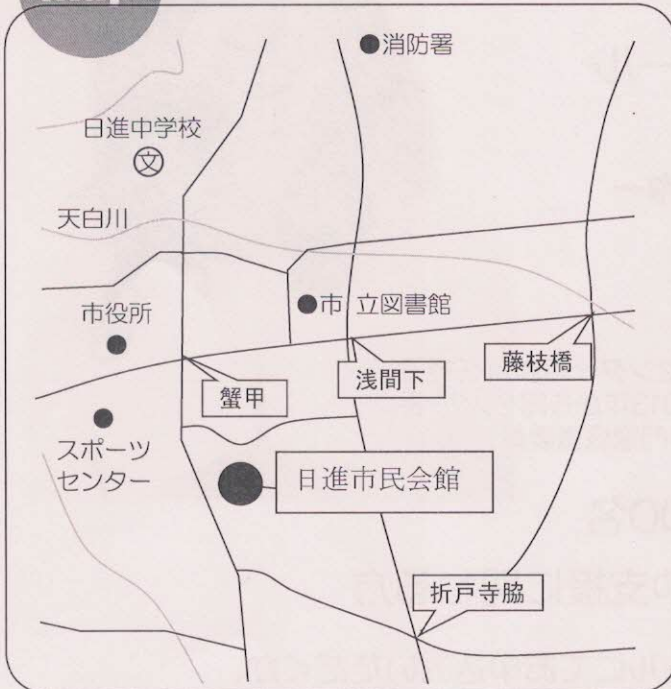 消防署
日進中学校
文
天白川
市立図書館
市役所
藤枝橋
浅間下
蟹甲
スポーツ
センター
日進市民会館
折戸寺脇